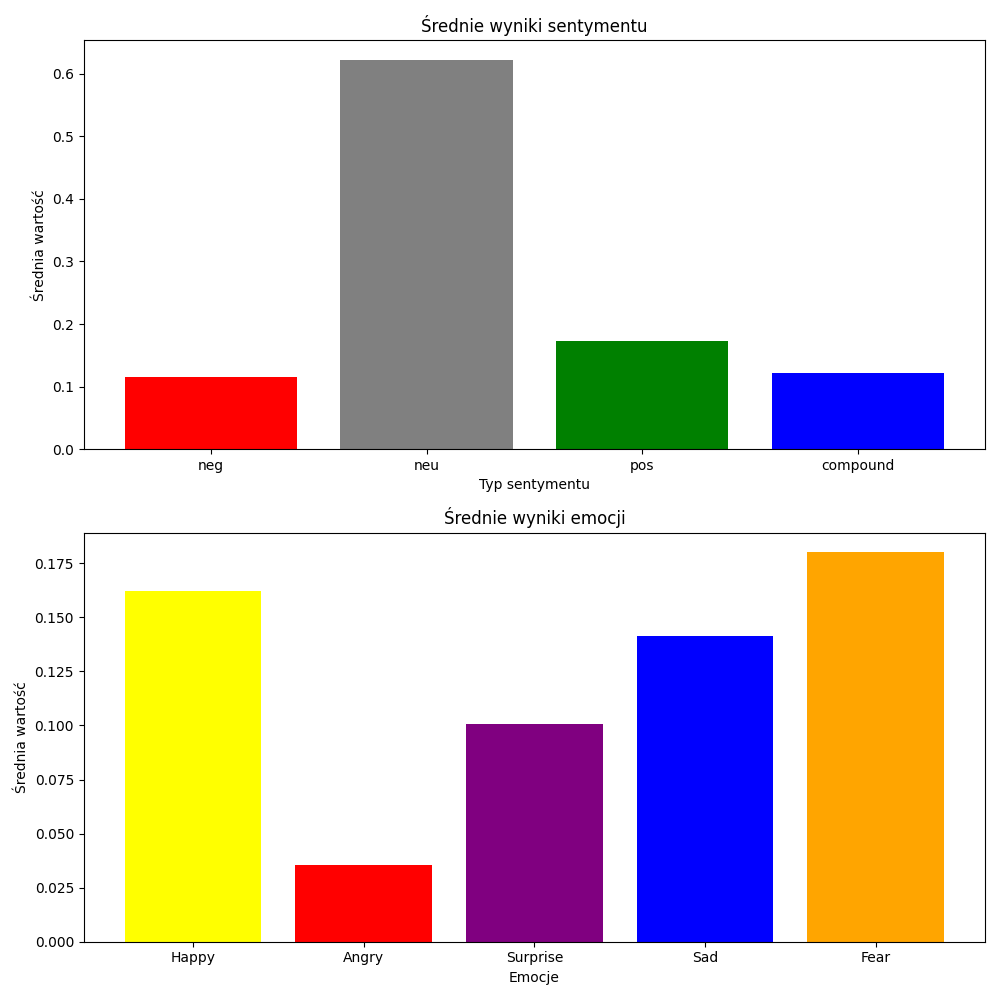 Średnie wyniki sentymentu
Średnia wartość
0.6
0.5
0.4
0.3
0.2
0.1
0.0
neg neu pos compound
Typ sentymentu
Średnie wyniki emocji
Średnia wartość
0.175
0.150
0.125
0.100
0.075
0.050
0.025
0.000
Happy Angry Surprise Sad Fear
Emocje